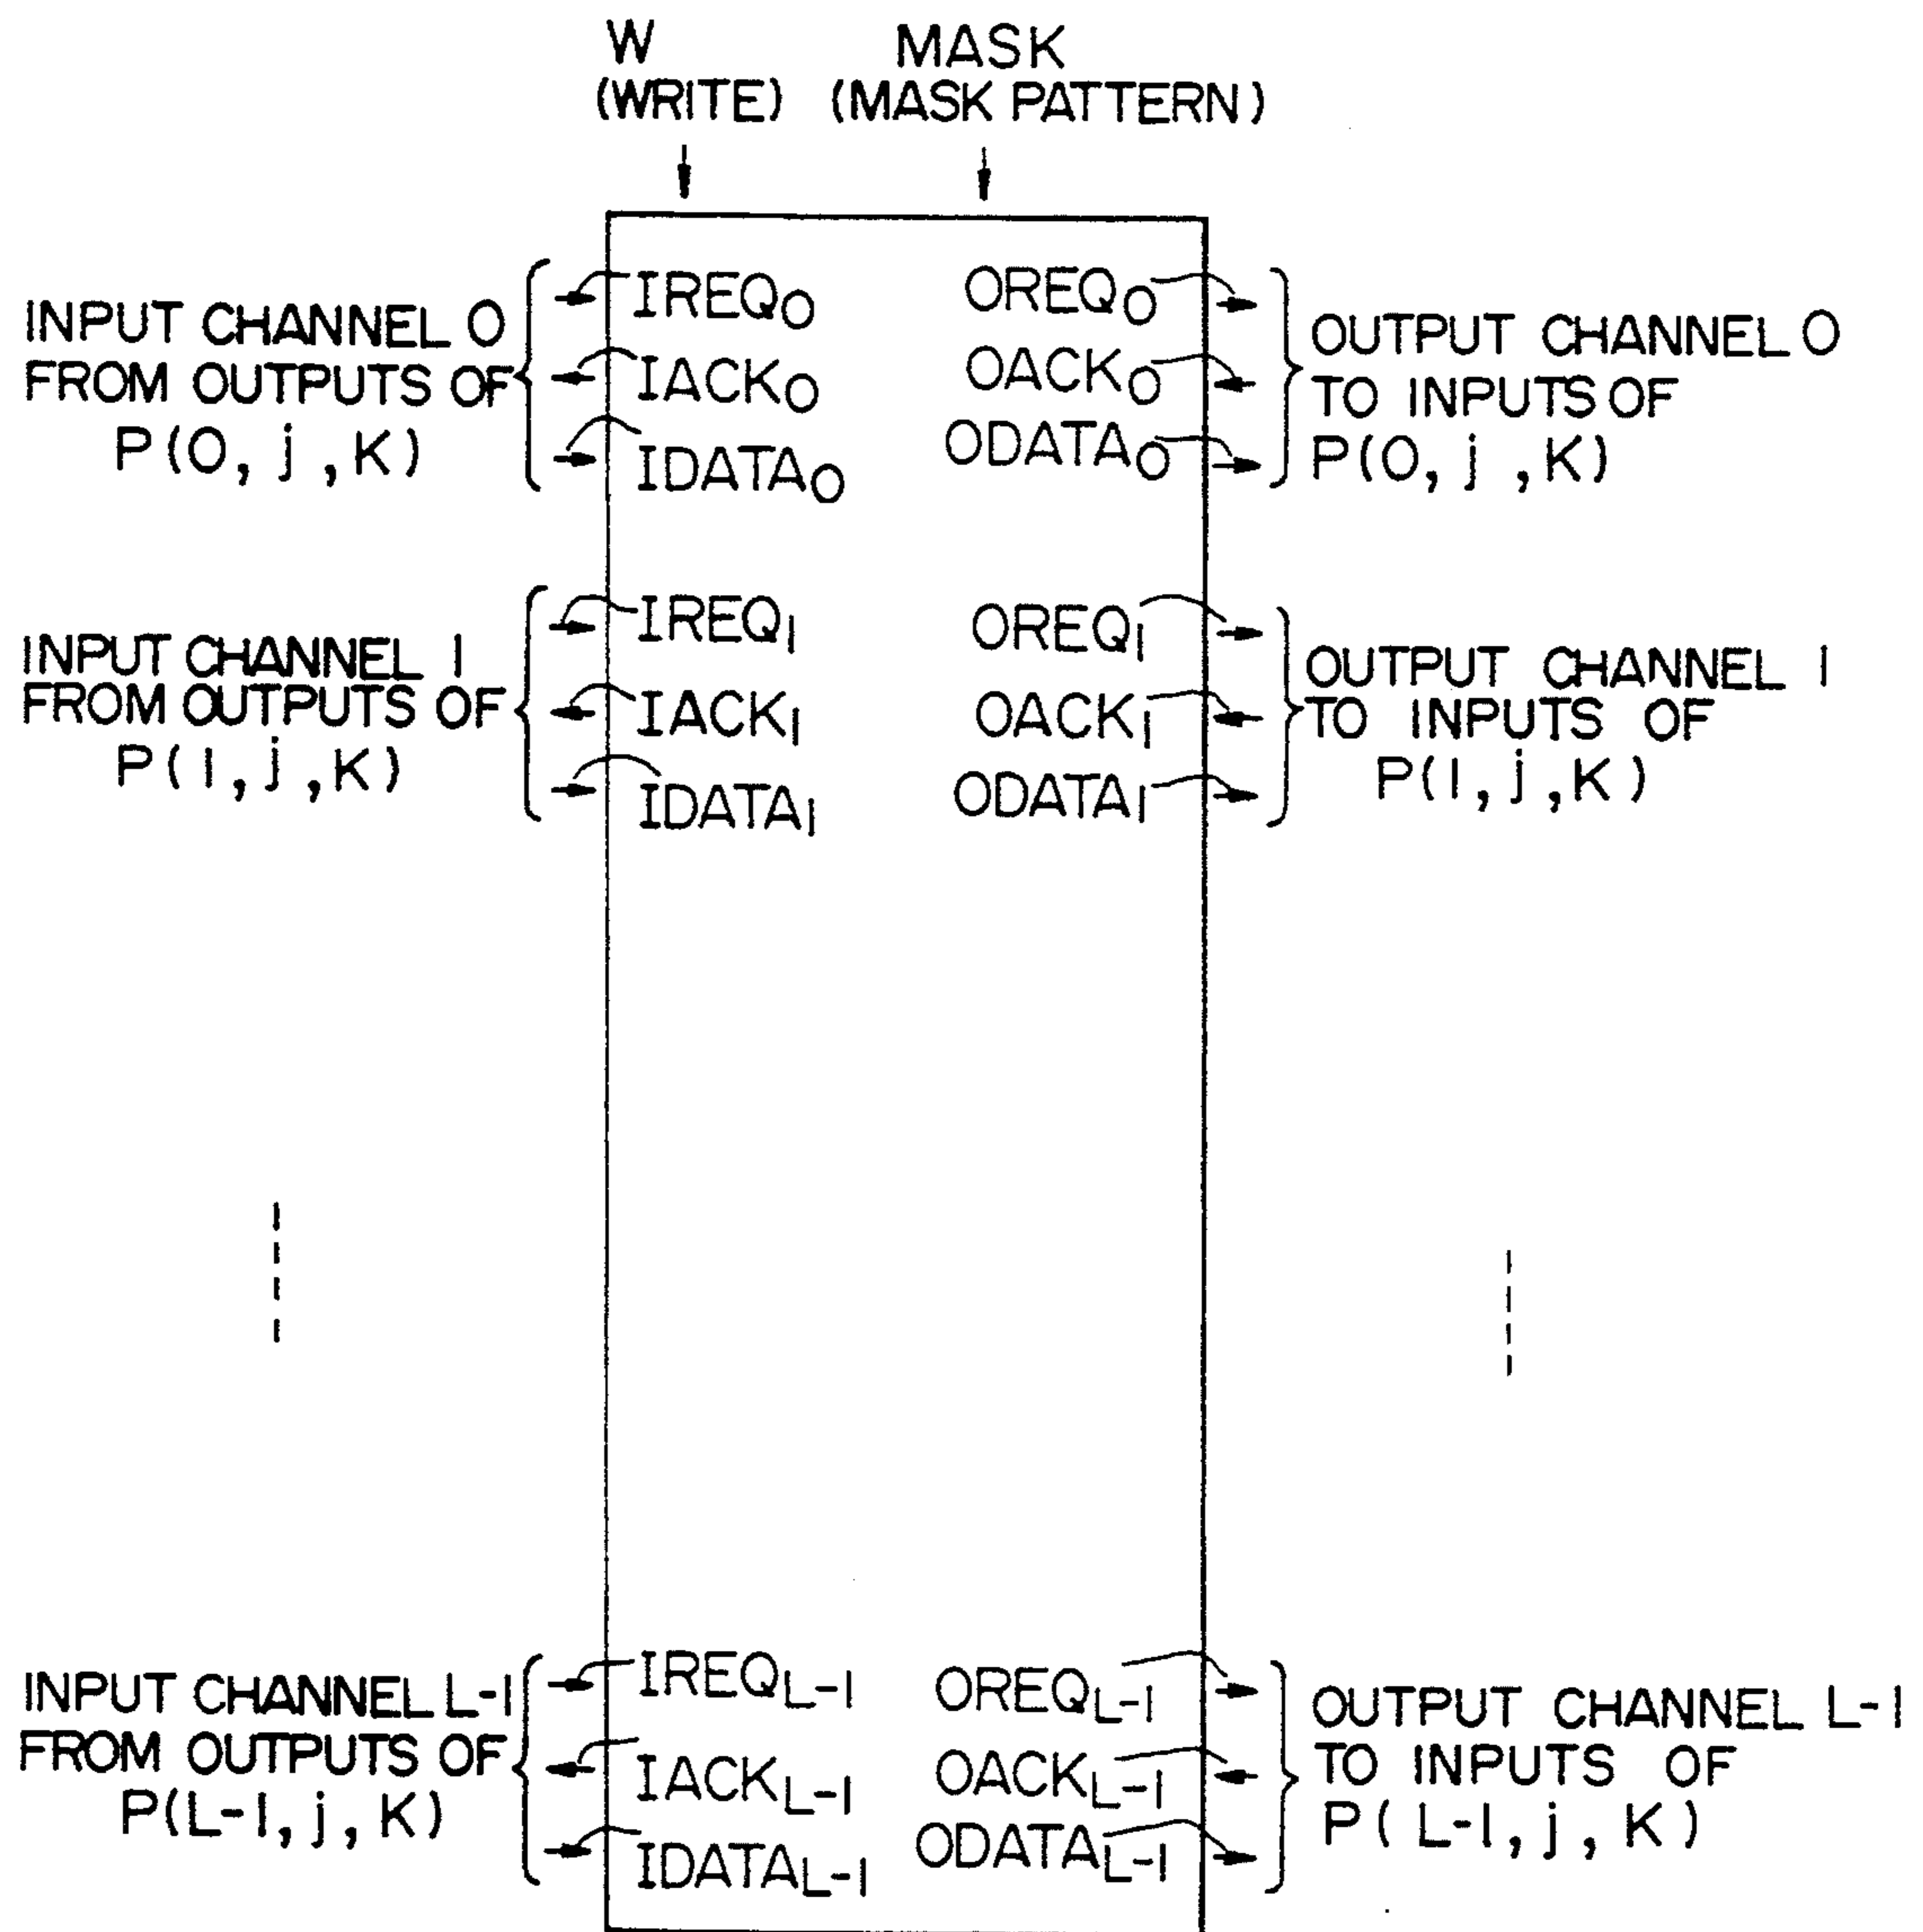 W
(WRITE)
MASK
(MASK PATTERN)
INPUT CHANNEL 0
FROM OUTPUTS OF
P(0, j, K)
IREQ0
IACK0
IDATA0
OREQ0
OACK0
ODATA0
OUTPUT CHANNEL 0
TO INPUTS OF
P(0, j, K)
INPUT CHANNEL 1
FROM OUTPUTS OF
P(1, j, K)
IREQ1
IACK1
IDATA1
OREQ1
OACK1
ODATA1
OUTPUT CHANNEL 1
TO INPUTS OF
P(1, j, K)
INPUT CHANNEL L-1
FROM OUTPUTS OF
P(L-1, j, K)
IREQL-1
IACKL-1
IDATAL-1
OREQL-1
OACKL-1
ODATAL-1
OUTPUT CHANNEL L-1
TO INPUTS OF
P(L-1, j, K)